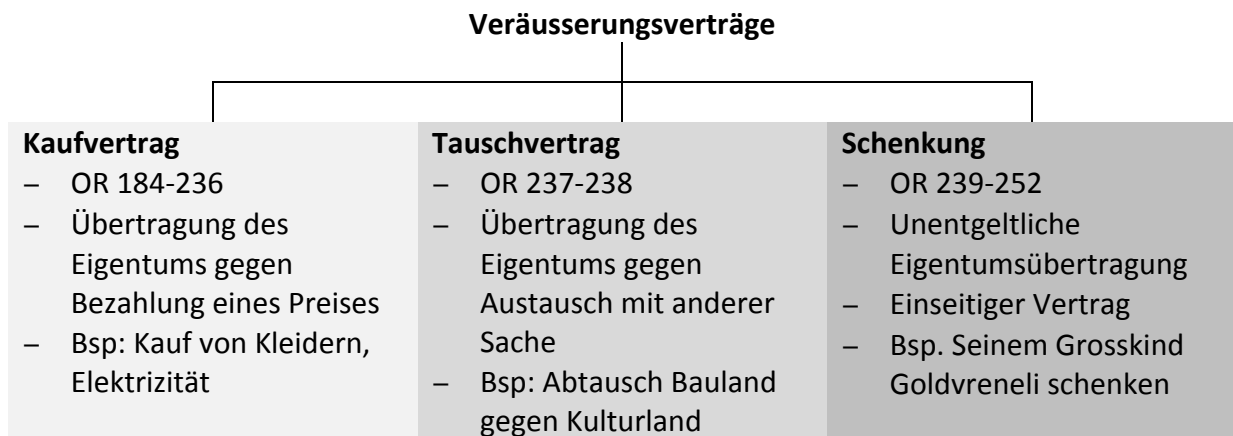 Veräusserungsverträge
Kaufvertrag
– OR 184-236
– Übertragung des
Eigentums gegen
Bezahlung eines Preises
– Bsp: Kauf von Kleidern,
Elektrizität
Tauschvertrag
– OR 237-238
– Übertragung des
Eigentums gegen
Austausch mit anderer
Sache
– Bsp: Abtausch Bauland
gegen Kulturland
Schenkung
– OR 239-252
– Unentgeltliche
Eigentumsübertragung
– Einseitiger Vertrag
– Bsp. Seinem Grosskind
Goldvreneli schenken